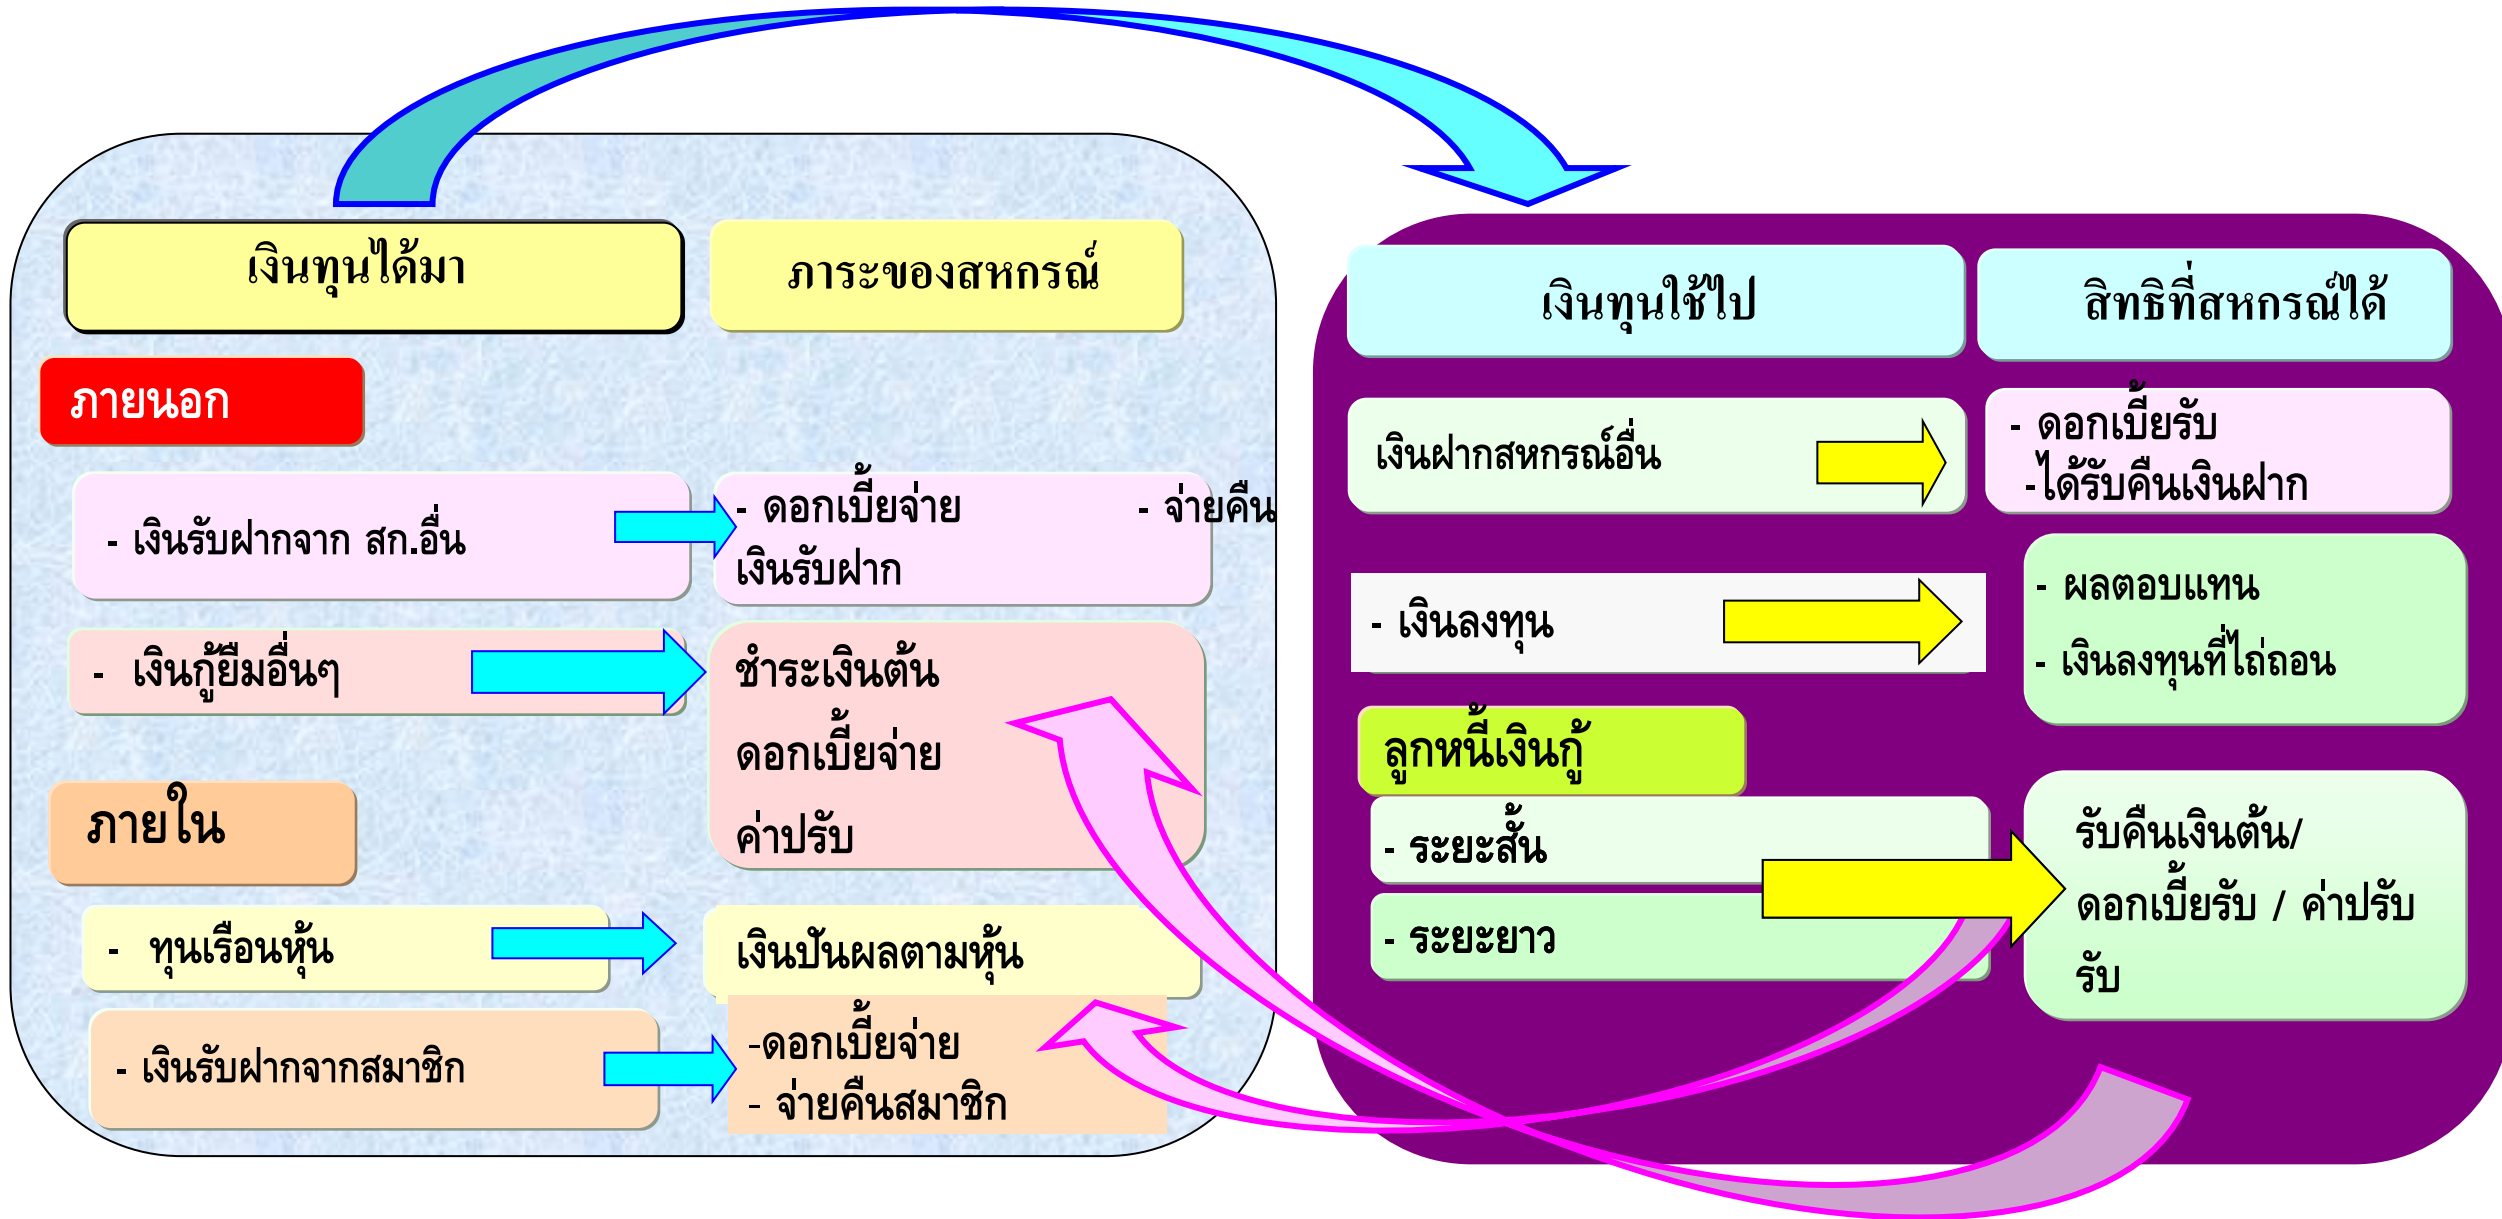 เงินทุนได้มา
ภาระของสหกรณ์
ภายนอก
- เงินรับฝากจาก สก.อื่น
- ดอกเบี้ยจ่าย - จ่ายคืน
เงินรับฝาก
- เงินกู้ยืมอื่นๆ
ชำระเงินต้น
ดอกเบี้ยจ่าย
ค่าปรับ
ภายใน
- ทุนเรือนหุ้น
เงินปันผลตามหุ้น
- เงินรับฝากจากสมาชิก
-ดอกเบี้ยจ่าย
- จ่ายคืนสมาชิก
เงินทุนใช้ไป
สิทธิที่สหกรณ์ได้
เงินฝากสหกรณ์อื่น
- ดอกเบี้ยรับ
-ได้รับคืนเงินฝาก
- เงินลงทุน
- ผลตอบแทน
- เงินลงทุนที่ไถ่ถอน
ลูกหนี้เงินกู้
- ระยะสั้น
- ระยะยาว
รับคืนเงินต้น/
ดอกเบี้ยรับ / ค่าปรับ
รับ